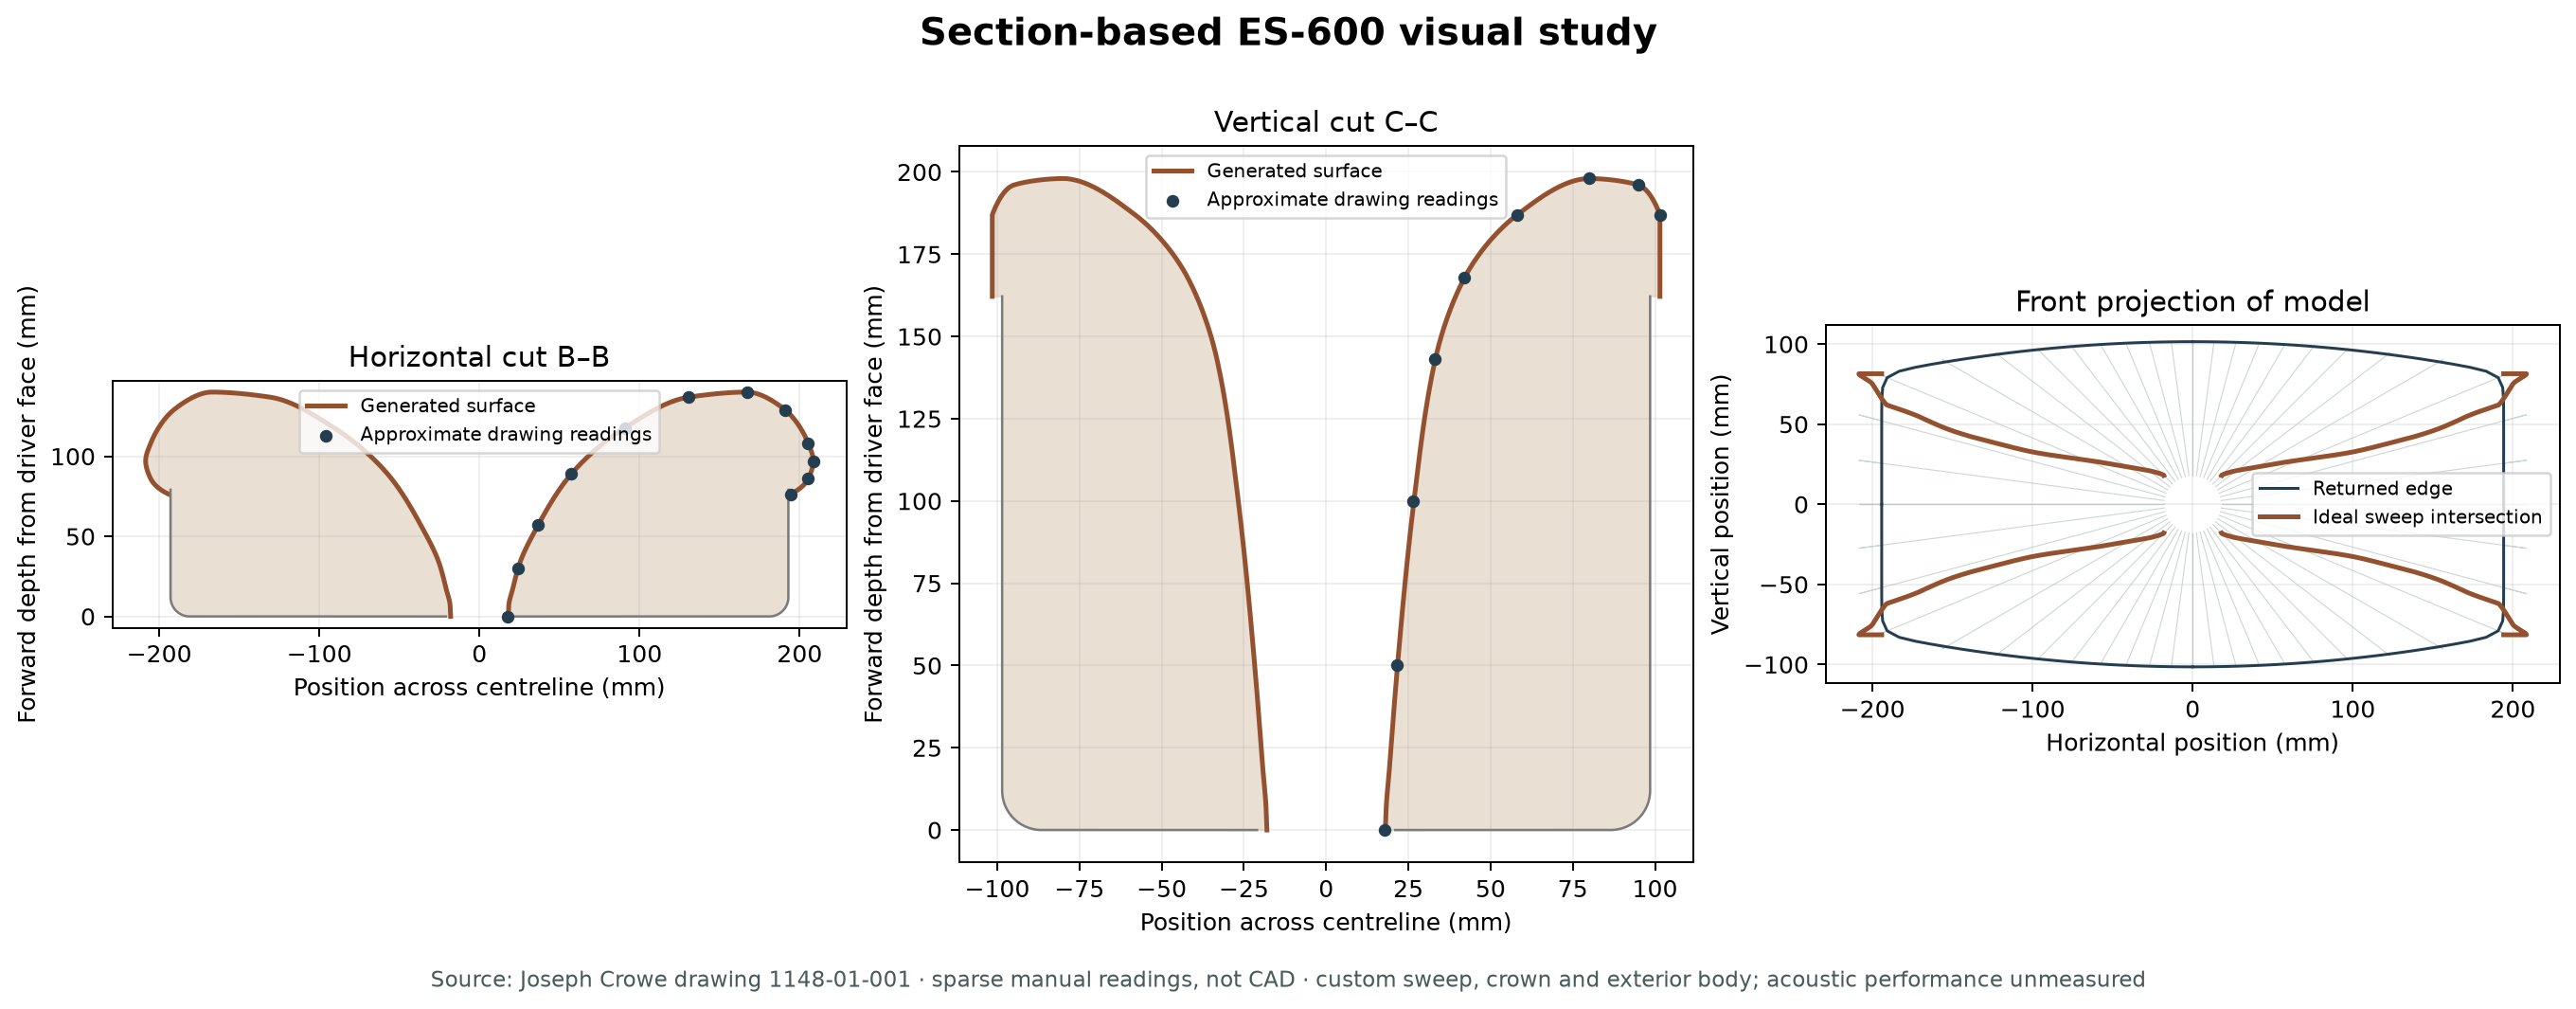 Section-based ES-600 visual study
Horizontal cut B–B
Forward depth from driver face (mm)
100
50
0
−200
−100
0
100
200
Position across centreline (mm)
Generated surface
Approximate drawing readings
Vertical cut C–C
Forward depth from driver face (mm)
200
175
150
125
100
75
50
25
0
−100
−75
−50
−25
0
25
50
75
100
Position across centreline (mm)
Generated surface
Approximate drawing readings
Front projection of model
Vertical position (mm)
100
50
0
−50
−100
−200
−100
0
100
200
Horizontal position (mm)
Returned edge
Ideal sweep intersection
Source: Joseph Crowe drawing 1148-01-001 · sparse manual readings, not CAD · custom sweep, crown and exterior body; acoustic performance unmeasured